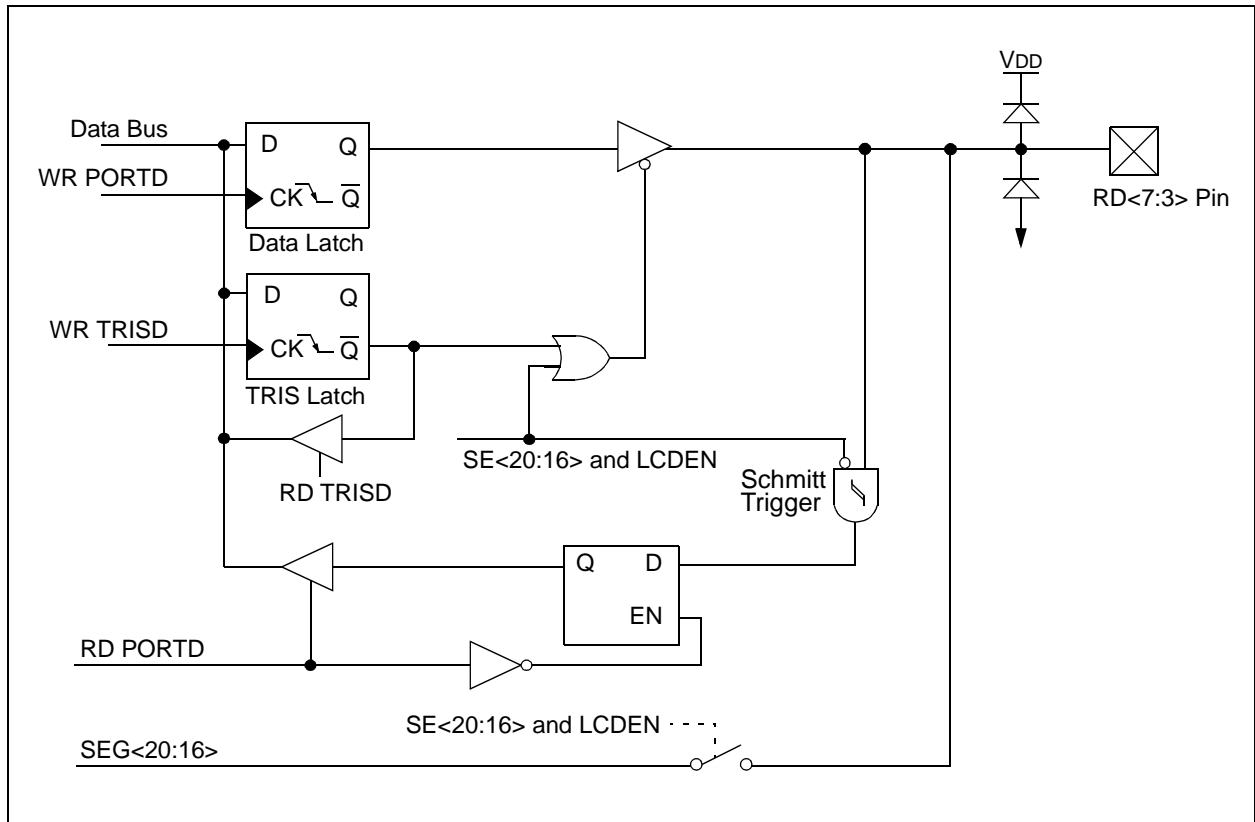 VDD
Data Bus
D Q
WR PORTD
CK Q̅
RD<7:3> Pin
Data Latch
D Q
WR TRISD
CK Q̅
TRIS Latch
SE<20:16> and LCDEN
RD TRISD
Schmitt
Trigger
Q D
EN
RD PORTD
SE<20:16> and LCDEN
SEG<20:16>